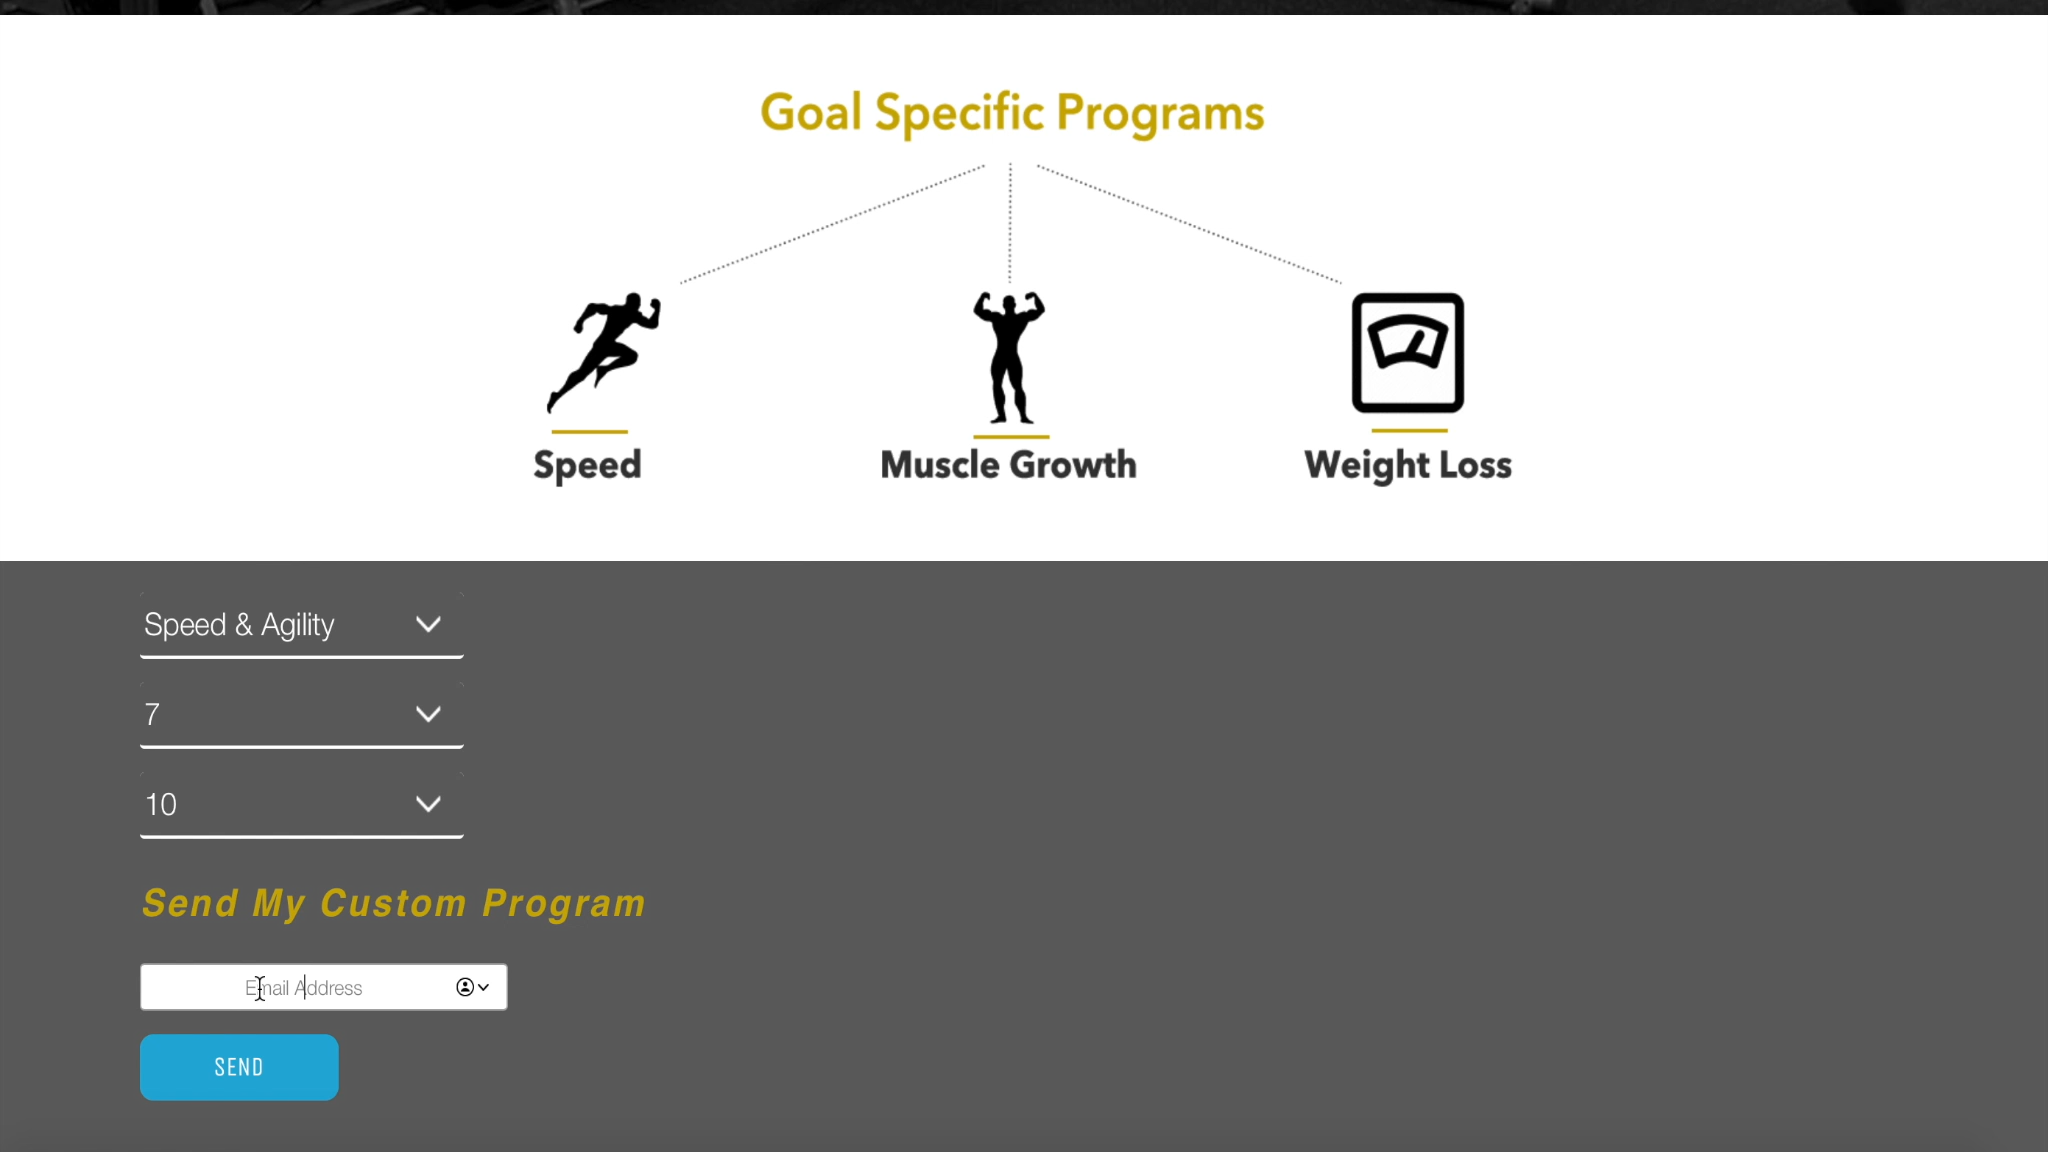 Goal Specific Programs
Speed
Muscle Growth
Weight Loss
Speed & Agility
7
10
Send My Custom Program
Email Address
SEND